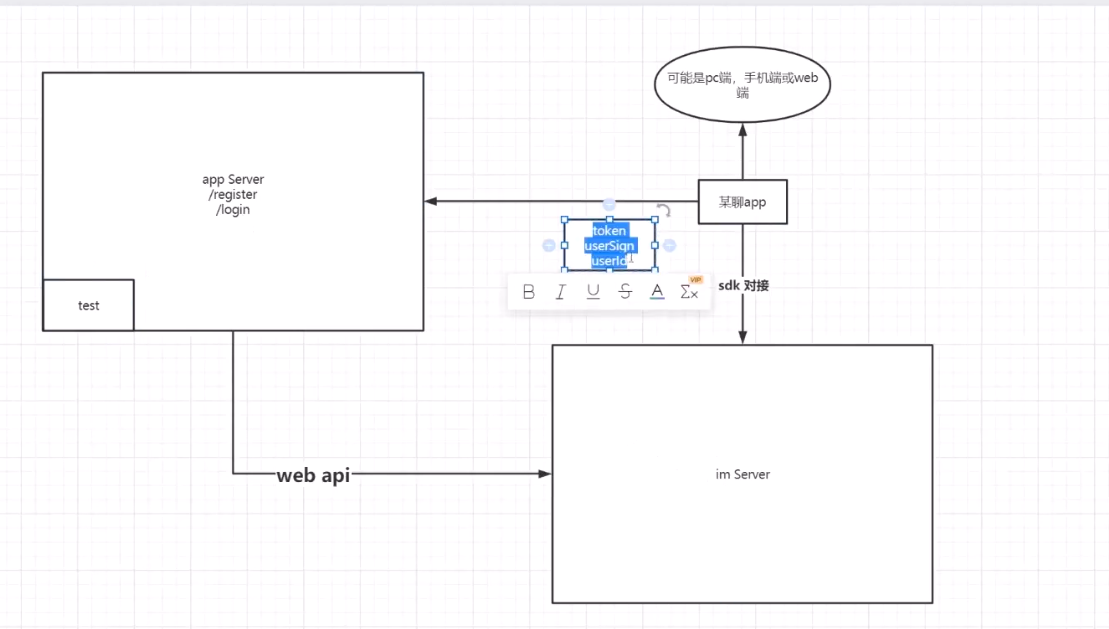 可能是pc端，手机端或web
端
app Server
/register
/login
某聊app
token
userSign
userId
B I U S A Σx
VIP
sdk 对接
test
web api
im Server